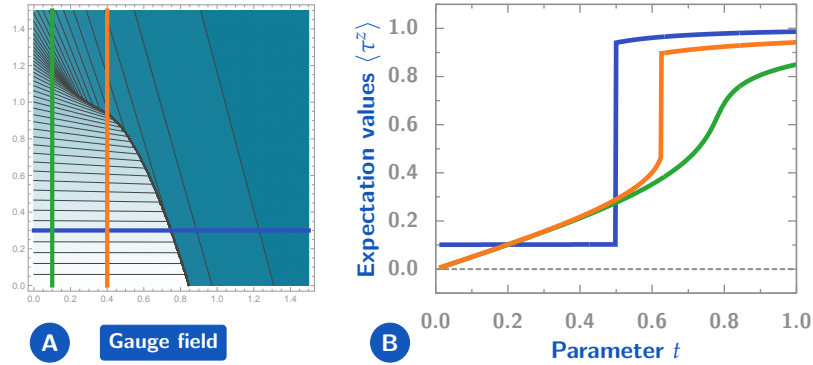 1.4
1.2
1.0
0.8
0.6
0.4
0.2
0.0
0.0 0.2 0.4 0.6 0.8 1.0 1.2 1.4
A Gauge field
Expectation values ⟨τ^z⟩
1.0
0.8
0.6
0.4
0.2
0.0
0.0 0.2 0.4 0.6 0.8 1.0
B Parameter t